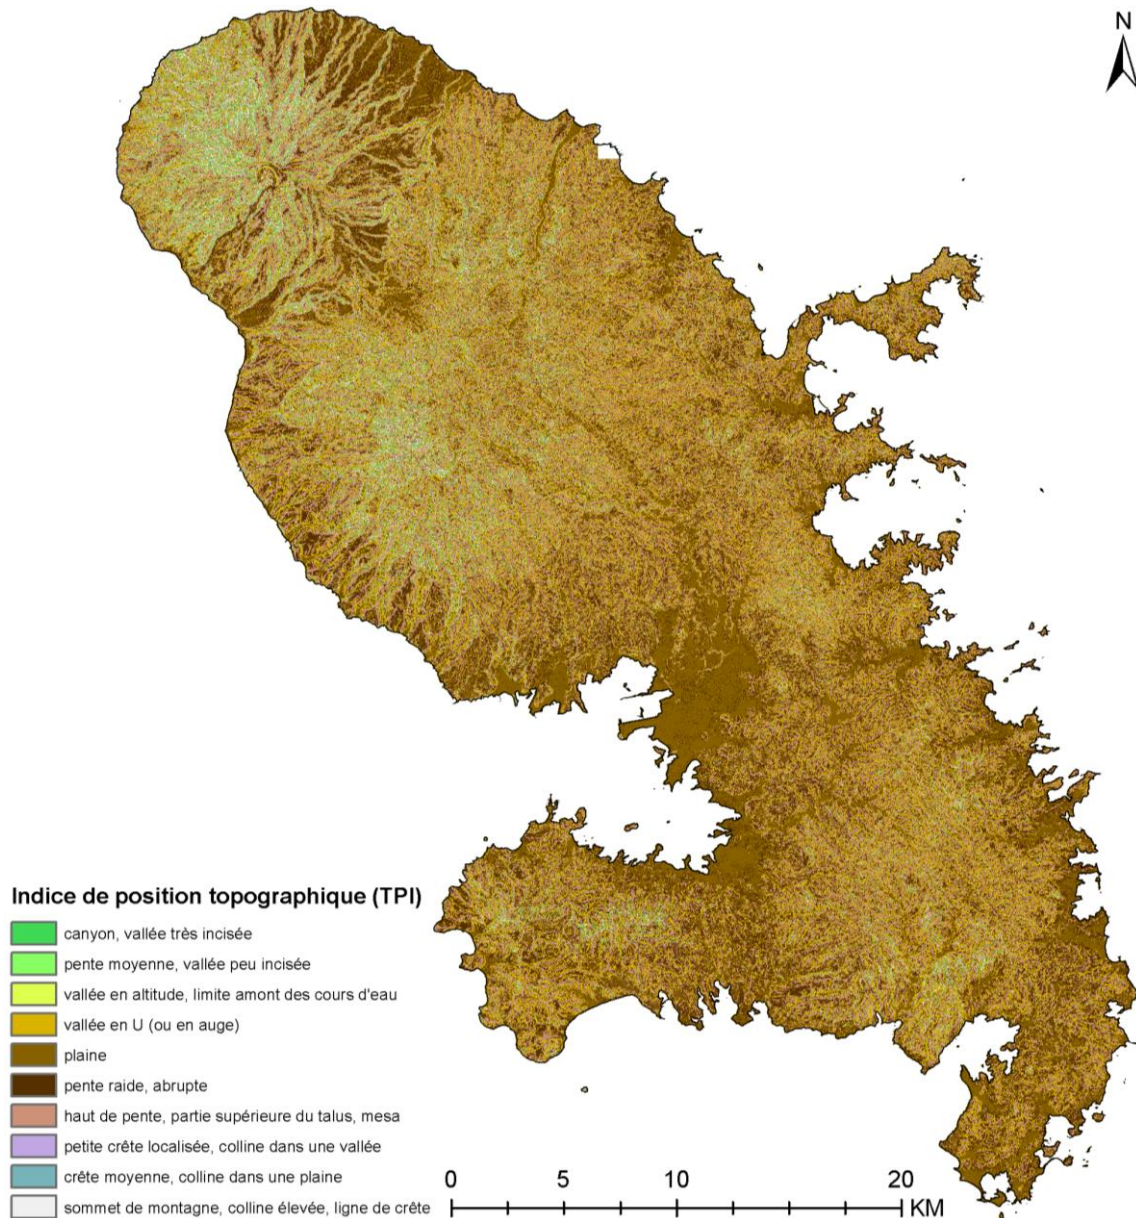 N
Indice de position topographique (TPI)
canyon, vallée très incisée
pente moyenne, vallée peu incisée
vallée en altitude, limite amont des cours d'eau
vallée en U (ou en auge)
plaine
pente raide, abrupte
haut de pente, partie supérieure du talus, mesa
petite crête localisée, colline dans une vallée
crête moyenne, colline dans une plaine
sommet de montagne, colline élevée, ligne de crête
0 5 10 20
KM